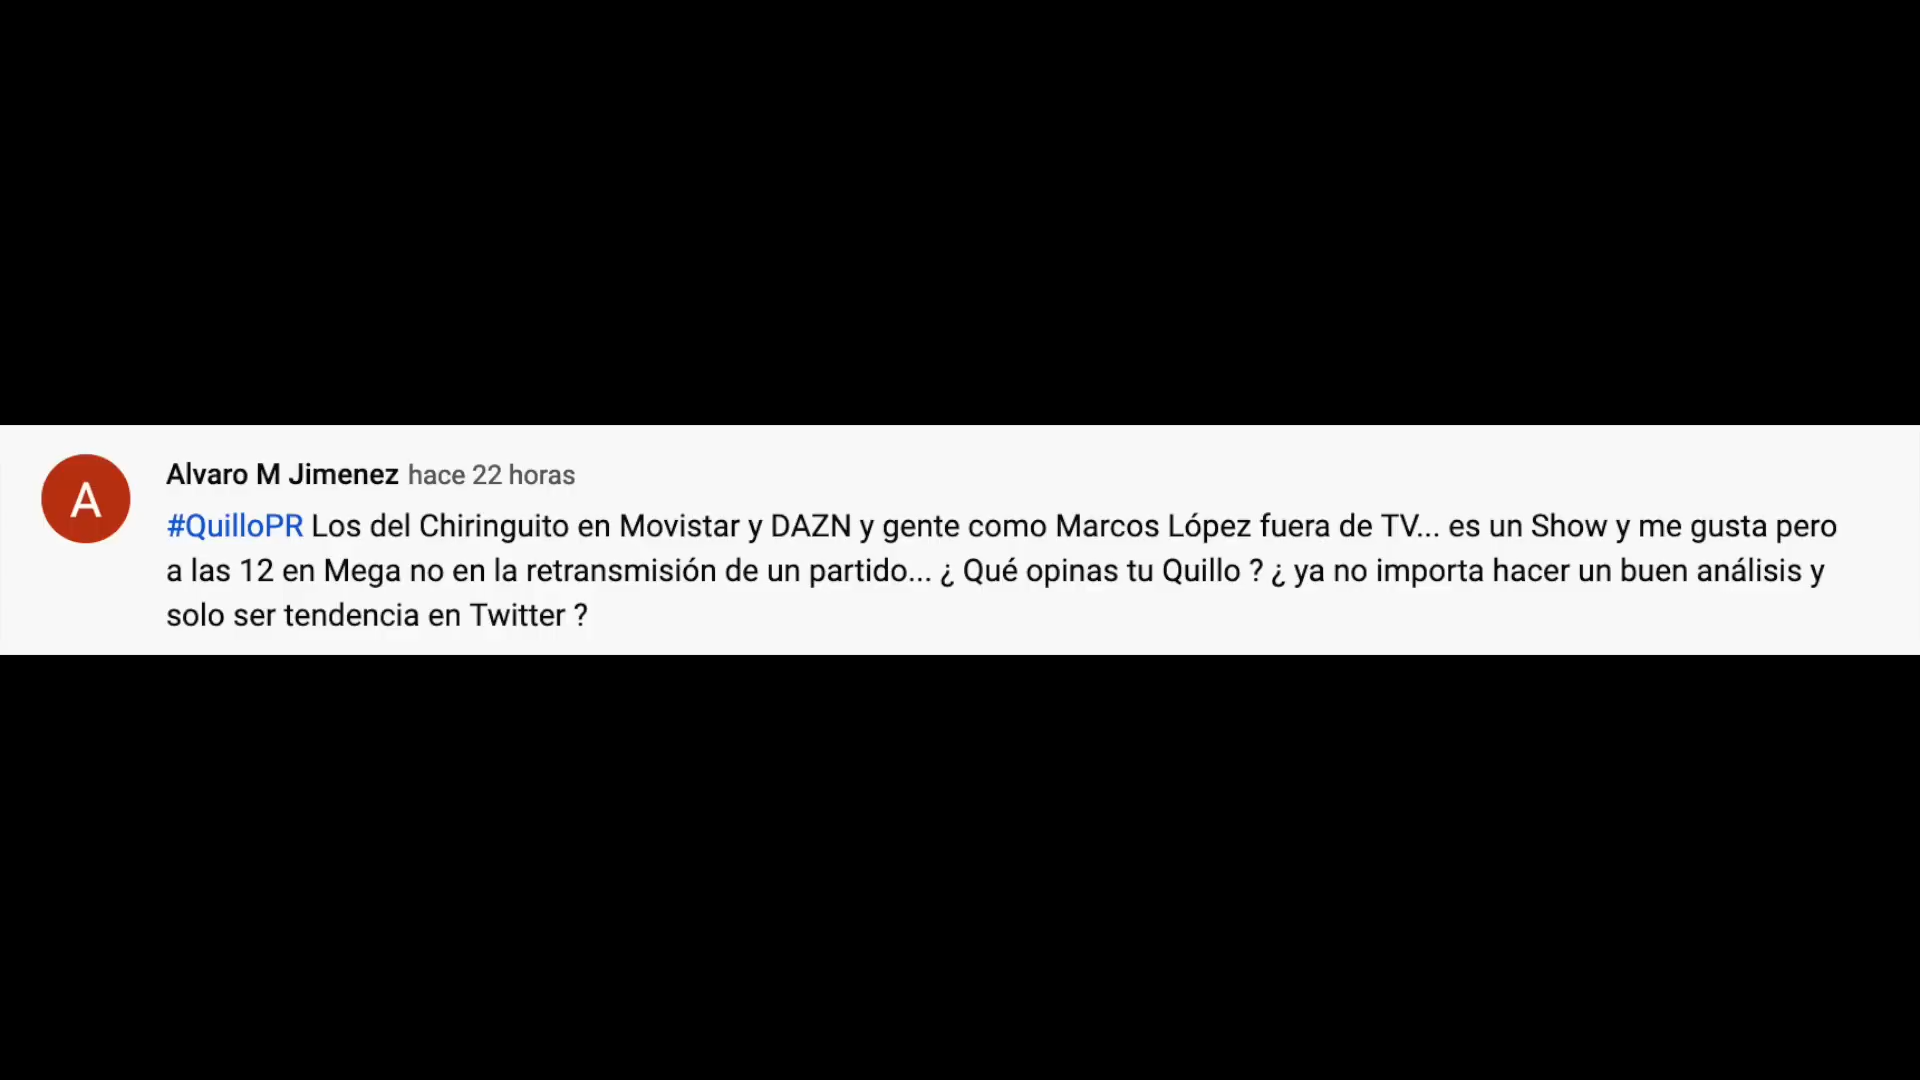 A
Alvaro M Jimenez hace 22 horas
#QuilloPR Los del Chiringuito en Movistar y DAZN y gente como Marcos López fuera de TV... es un Show y me gusta pero
a las 12 en Mega no en la retransmisión de un partido... ¿ Qué opinas tu Quillo ? ¿ ya no importa hacer un buen análisis y
solo ser tendencia en Twitter ?